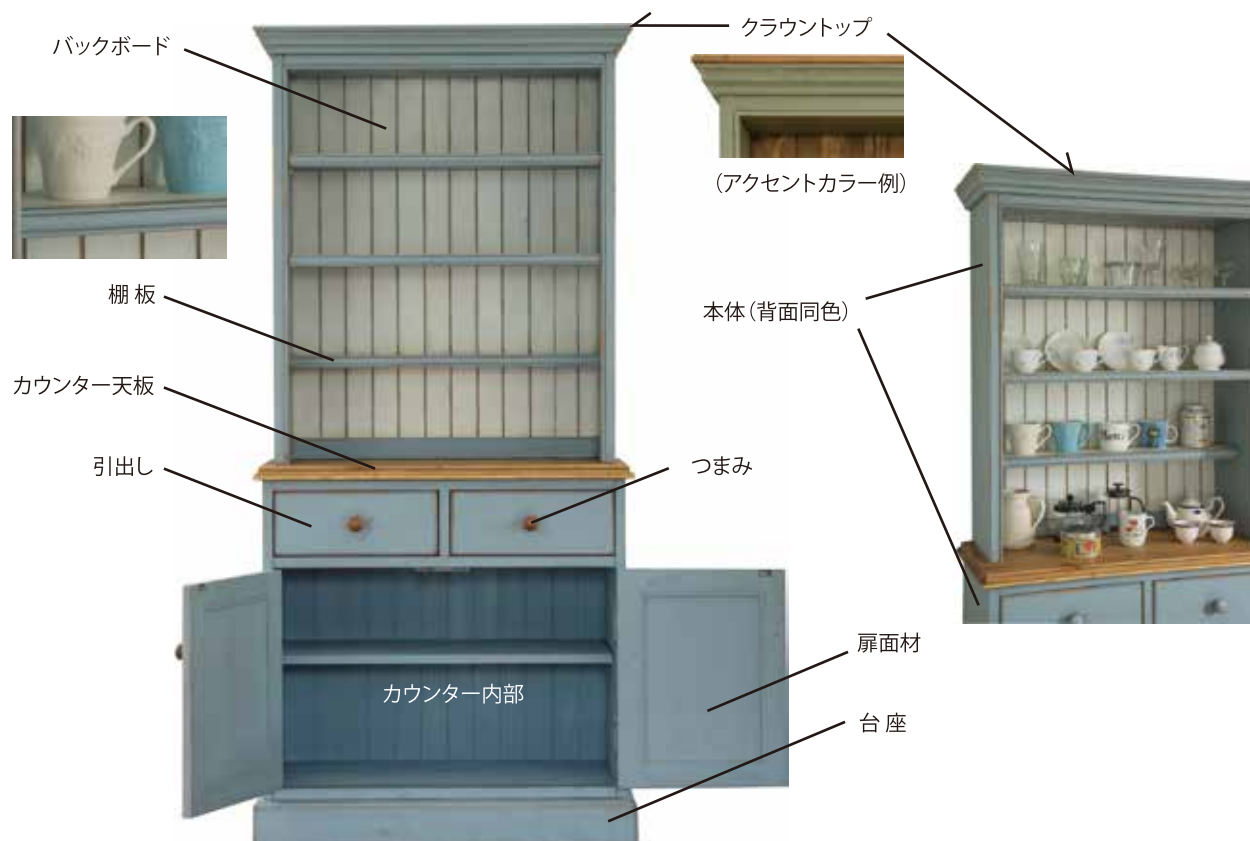 クラウントップ
バックボード
（アクセントカラー例）
棚 板
本体（背面同色）
カウンター天板
引出し
つまみ
扉面材
カウンター内部
台 座